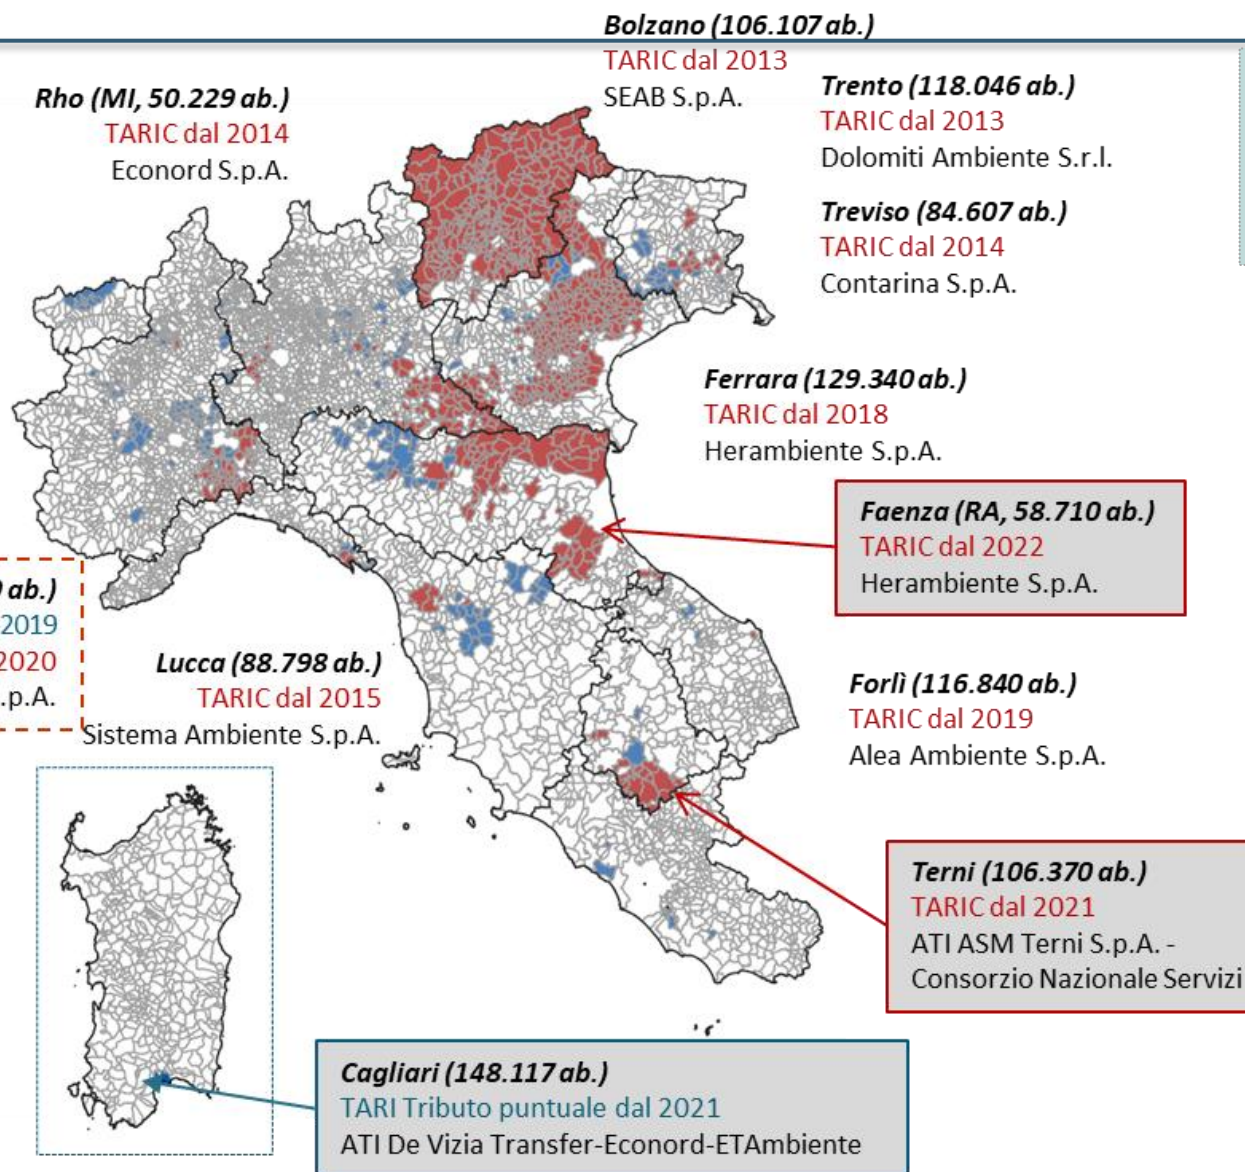 Bolzano (106.107 ab.)
TARIC dal 2013
SEAB S.p.A.
Rho (MI, 50.229 ab.)
TARIC dal 2014
Econord S.p.A.
Trento (118.046 ab.)
TARIC dal 2013
Dolomiti Ambiente S.r.l.
Treviso (84.607 ab.)
TARIC dal 2014
Contarina S.p.A.
Ferrara (129.340 ab.)
TARIC dal 2018
Herambiente S.p.A.
Faenza (RA, 58.710 ab.)
TARIC dal 2022
Herambiente S.p.A.
ab.)
2019
2020
.p.A.
Lucca (88.798 ab.)
TARIC dal 2015
Sistema Ambiente S.p.A.
Forlì (116.840 ab.)
TARIC dal 2019
Alea Ambiente S.p.A.
Terni (106.370 ab.)
TARIC dal 2021
ATI ASM Terni S.p.A. -
Consorzio Nazionale Servizi
Cagliari (148.117 ab.)
TARI Tributo puntuale dal 2021
ATI De Vizia Transfer-Econord-ETAmbiente